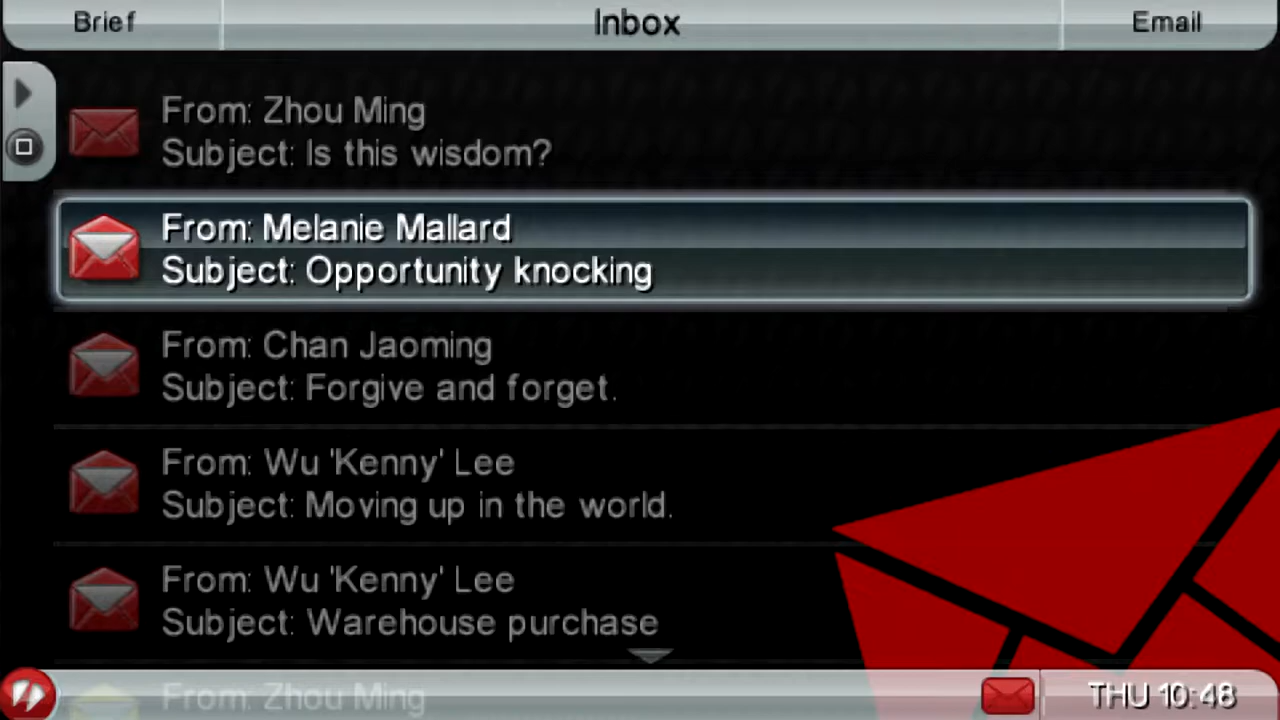 Brief Inbox Email
From: Zhou Ming
Subject: Is this wisdom?
From: Melanie Mallard
Subject: Opportunity knocking
From: Chan Jaoming
Subject: Forgive and forget.
From: Wu 'Kenny' Lee
Subject: Moving up in the world.
From: Wu 'Kenny' Lee
Subject: Warehouse purchase
From: Zhou Ming
THU 10:48